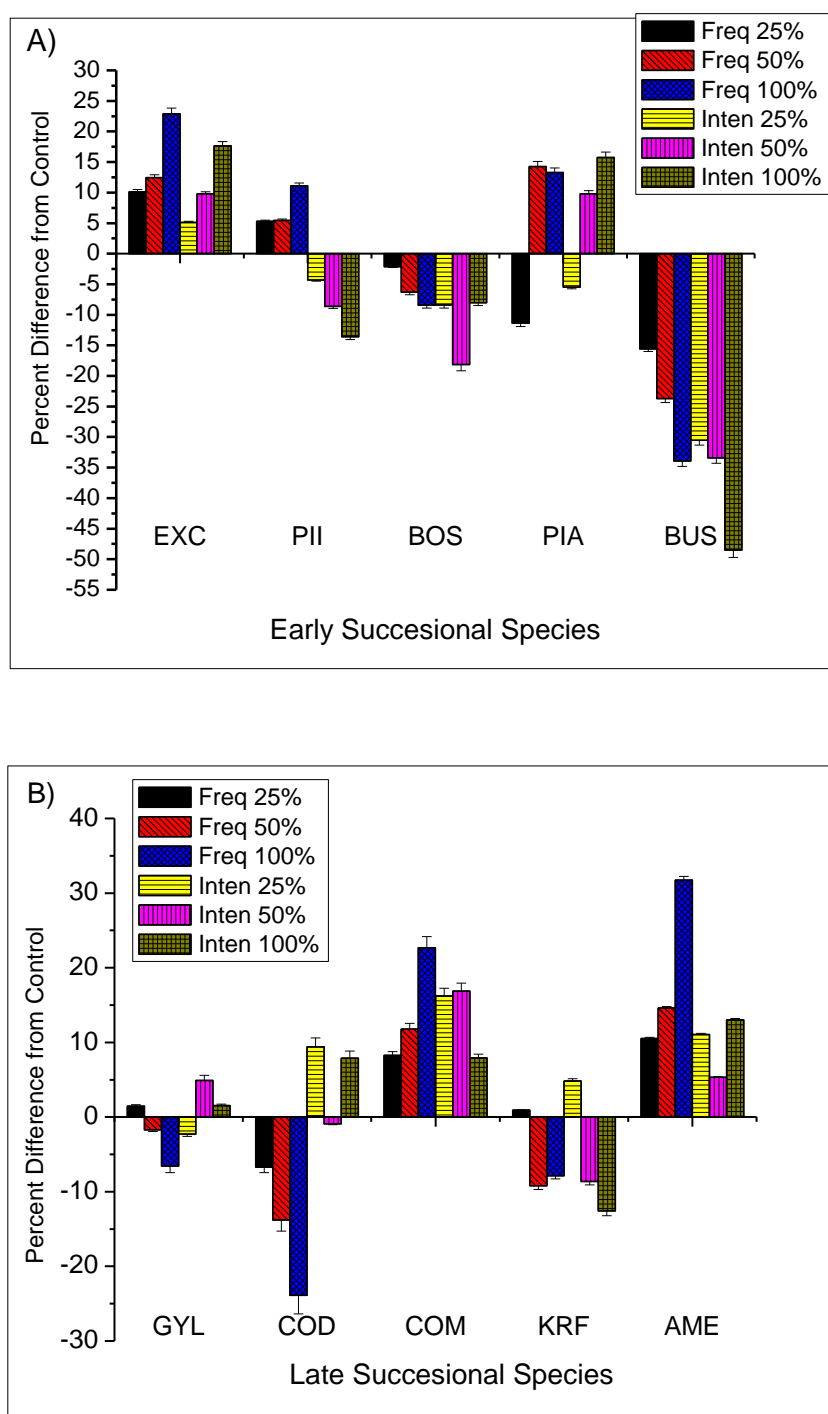 A)
Freq 25%
Freq 50%
Freq 100%
Inten 25%
Inten 50%
Inten 100%
30
25
20
15
10
5
0
-5
-10
-15
-20
-25
-30
-35
-40
-45
-50
-55
Percent Difference from Control
EXC PII BOS PIA BUS
Early Succesional Species
B)
Freq 25%
Freq 50%
Freq 100%
Inten 25%
Inten 50%
Inten 100%
40
30
20
10
0
-10
-20
-30
Percent Difference from Control
GYL COD COM KRF AME
Late Succesional Species